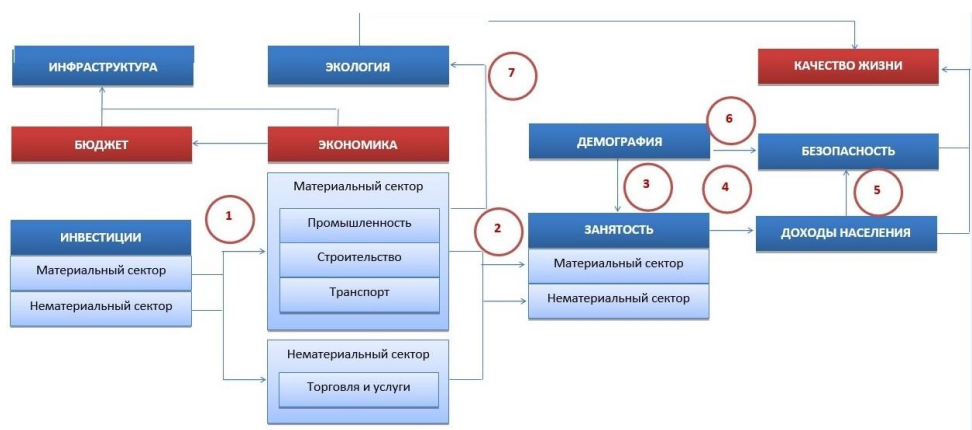 ИНФРАСТРУКТУРА
ЭКОЛОГИЯ
7
КАЧЕСТВО ЖИЗНИ
БЮДЖЕТ
ЭКОНОМИКА
ДЕМОГРАФИЯ
6
БЕЗОПАСНОСТЬ
Материальный сектор
3
4
5
1
Промышленность
2
ИНВЕСТИЦИИ
ЗАНЯТОСТЬ
ДОХОДЫ НАСЕЛЕНИЯ
Материальный сектор
Строительство
Материальный сектор
Нематериальный сектор
Транспорт
Нематериальный сектор
Нематериальный сектор
Торговля и услуги